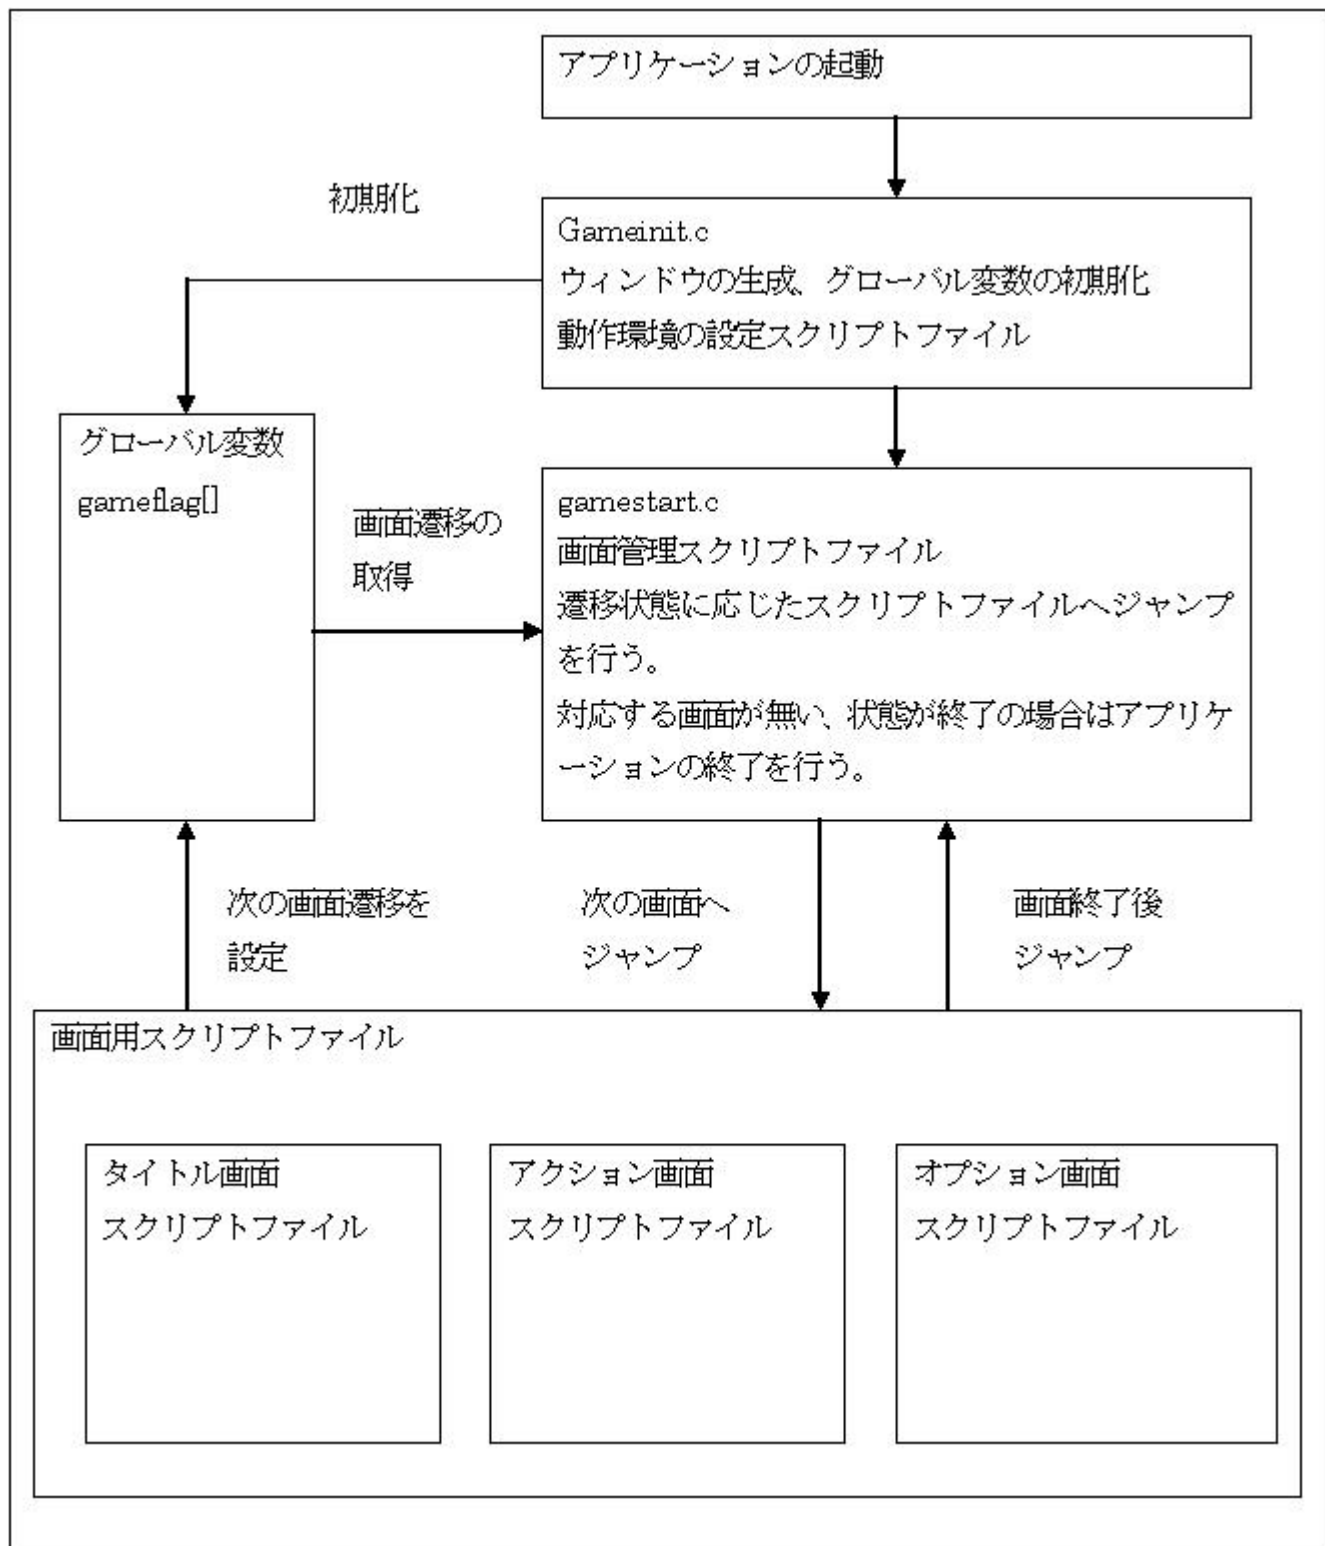 アプリケーションの起動
初期化
Gameinit.c
ウィンドウの生成、グローバル変数の初期化
動作環境の設定スクリプトファイル
グローバル変数
gameflag[]
画面遷移の
取得
gamestart.c
画面管理スクリプトファイル
遷移状態に応じたスクリプトファイルへジャンプ
を行う。
対応する画面が無い、状態が終了の場合はアプリケ
ーションの終了を行う。
次の画面遷移を
設定
次の画面へ
ジャンプ
画面終了後
ジャンプ
画面用スクリプトファイル
タイトル画面
スクリプトファイル
アクション画面
スクリプトファイル
オプション画面
スクリプトファイル